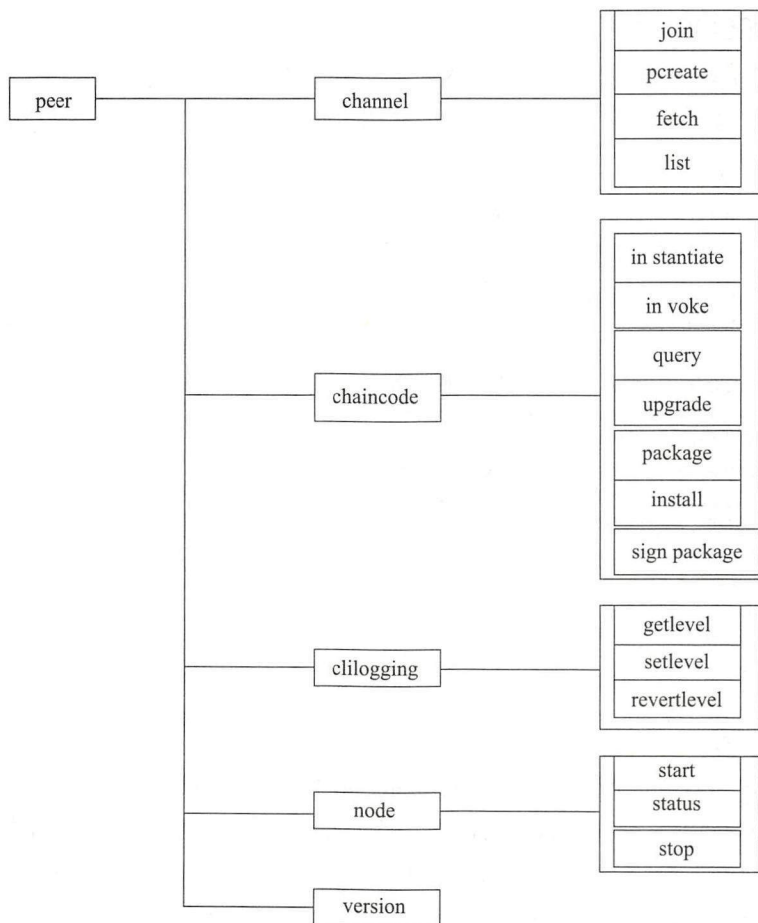 peer
channel
join
pcreate
fetch
list
chaincode
in stantiate
in voke
query
upgrade
package
install
sign package
clilogging
getlevel
setlevel
revertlevel
node
start
status
stop
version